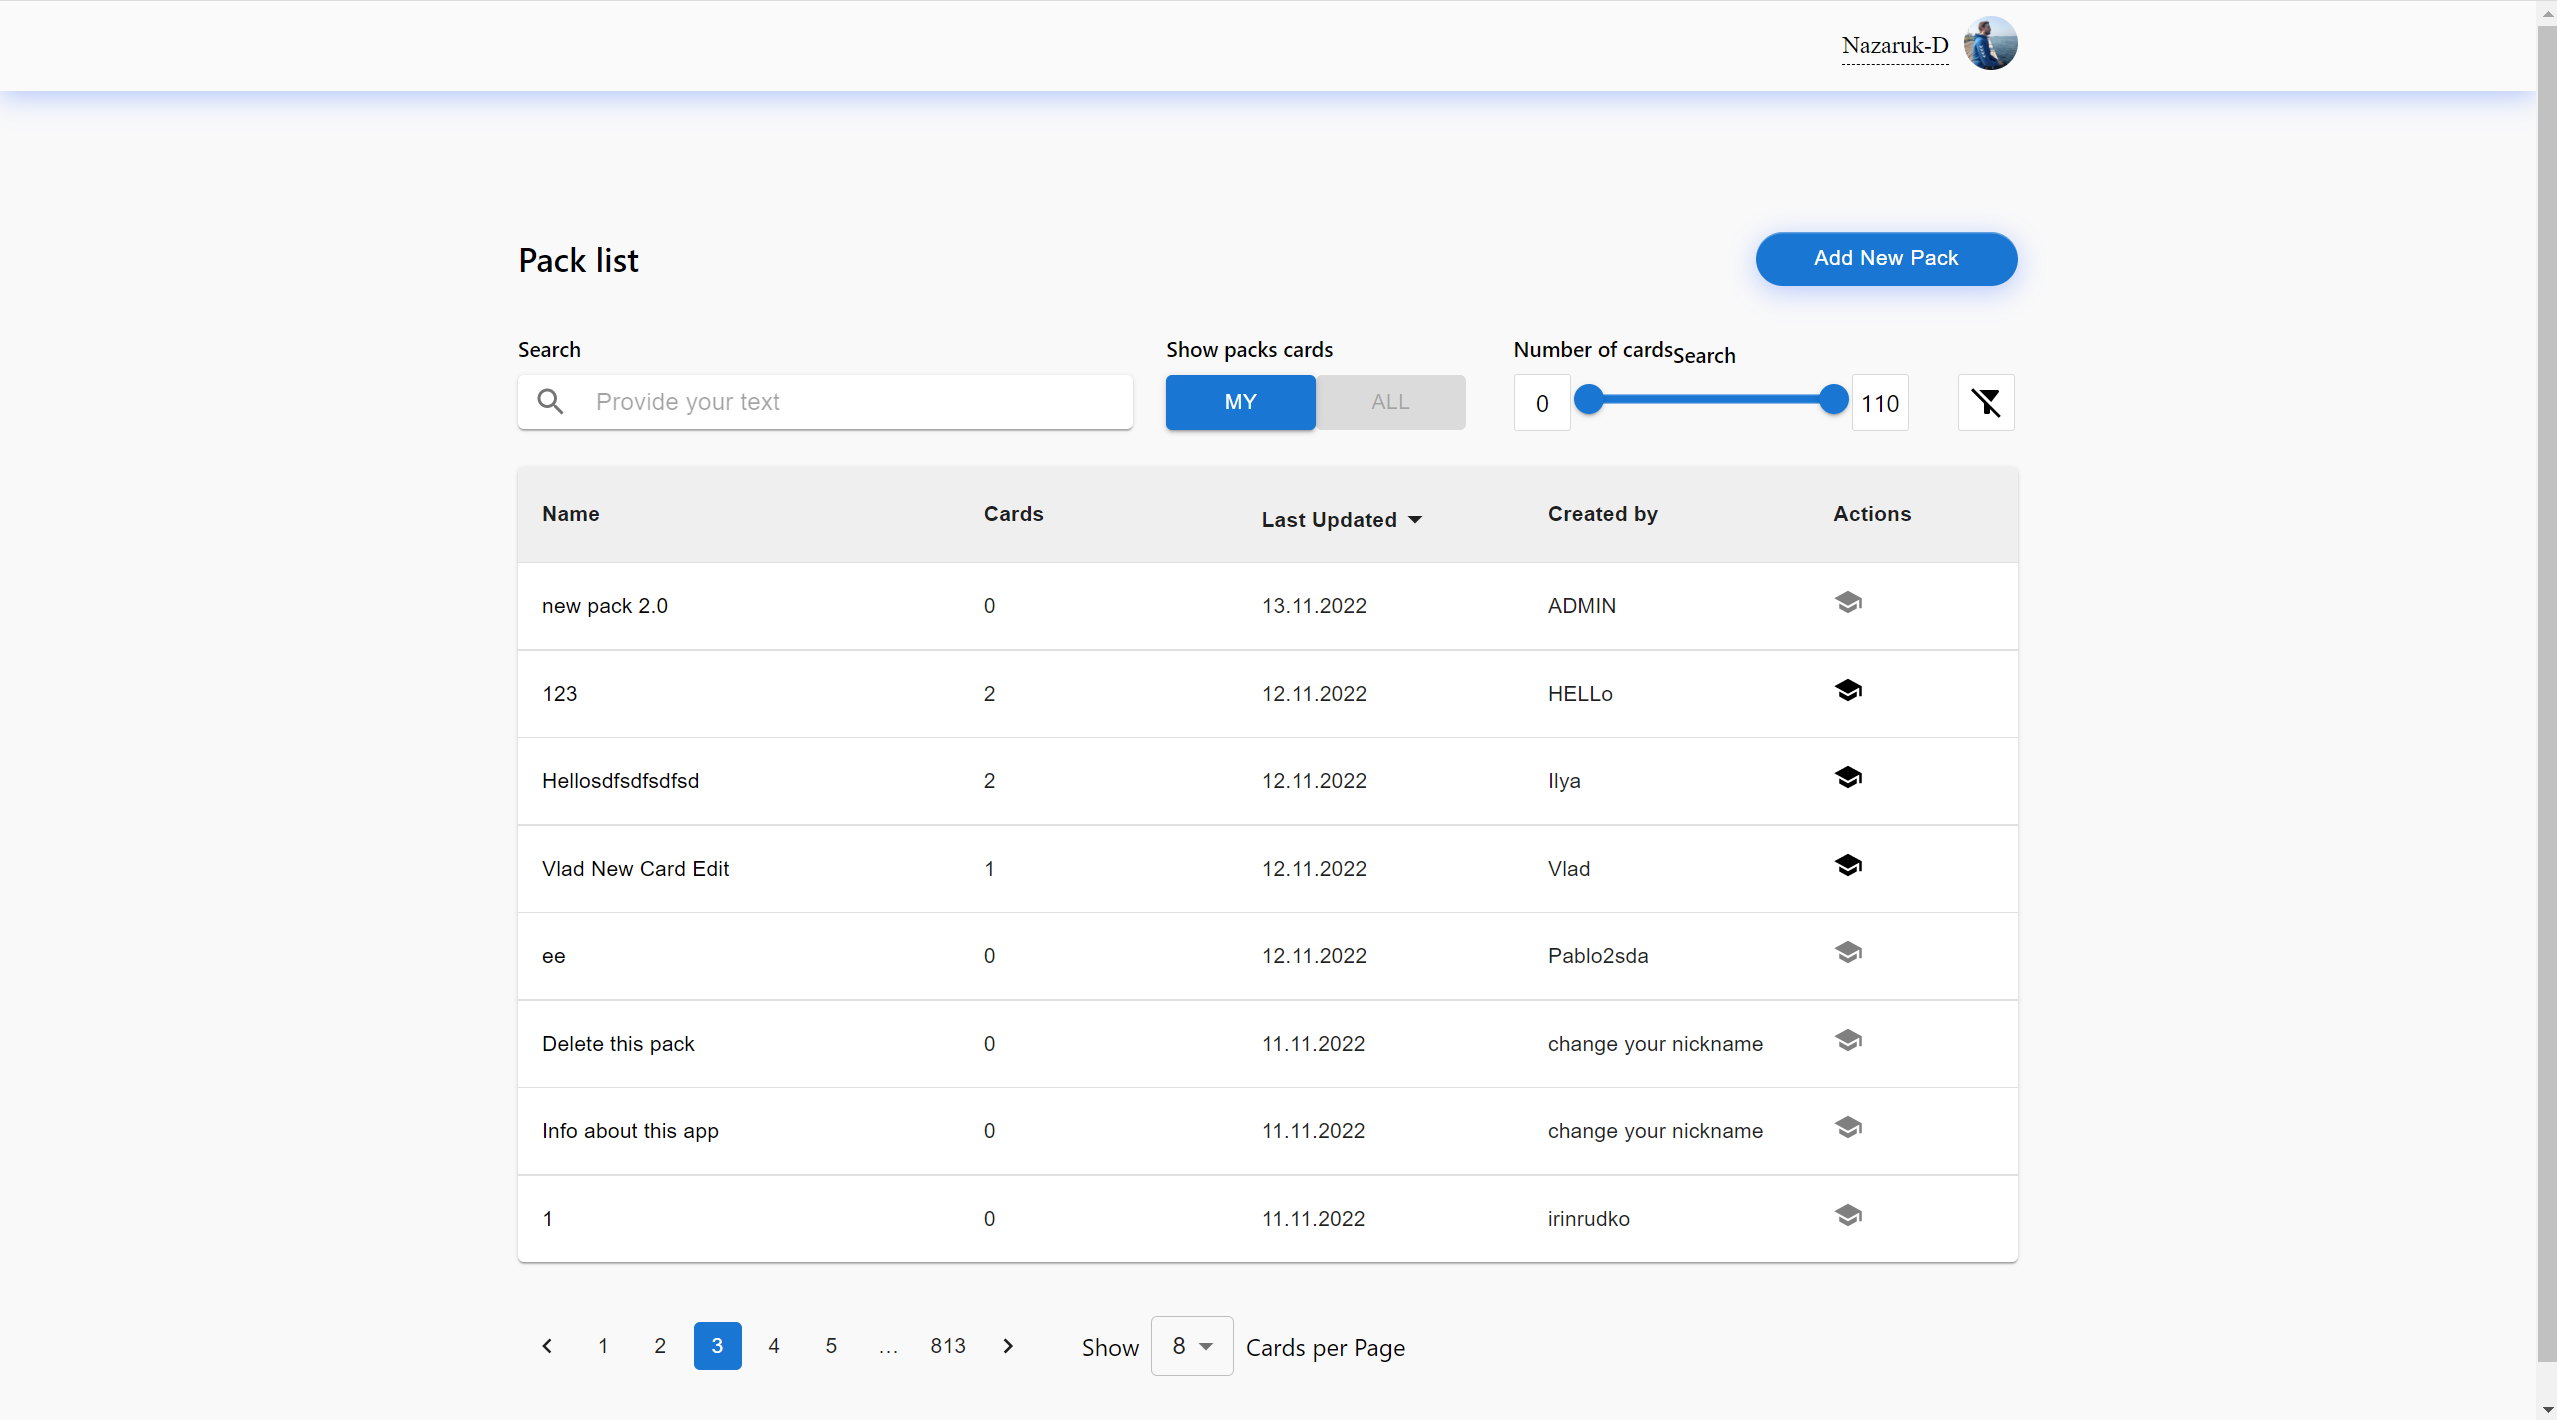 Nazaruk-D
Pack list
Add New Pack
Search
Show packs cards
Number of cards
Search
Provide your text
MY
ALL
0
110
Name Cards Last Updated Created by Actions
new pack 2.0 0 13.11.2022 ADMIN
123 2 12.11.2022 HELLo
Hellosdfsdfsdfsd 2 12.11.2022 Ilya
Vlad New Card Edit 1 12.11.2022 Vlad
ee 0 12.11.2022 Pablo2sda
Delete this pack 0 11.11.2022 change your nickname
Info about this app 0 11.11.2022 change your nickname
1 0 11.11.2022 irinrudko
1 2 3 4 5 ... 813 Show 8 Cards per Page